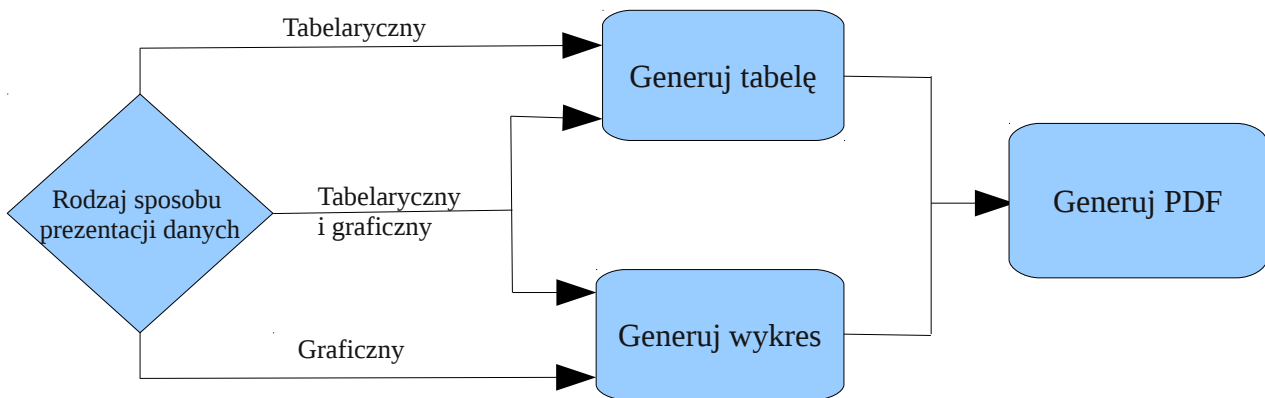 Tabelaryczny
Generuj tabelę
Rodzaj sposobu
prezentacji danych
Tabelaryczny
i graficzny
Generuj PDF
Generuj wykres
Graficzny